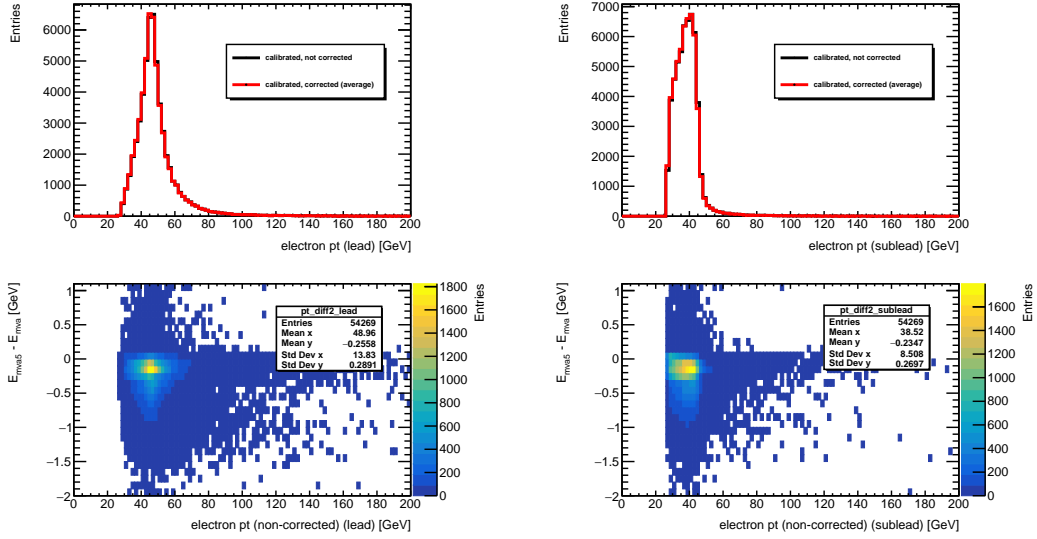 Entries
6000
5000
4000
3000
2000
1000
0
0 20 40 60 80 100 120 140 160 180 200
electron pt (lead) [GeV]
calibrated, not corrected
calibrated, corrected (average)
Entries
7000
6000
5000
4000
3000
2000
1000
0
0 20 40 60 80 100 120 140 160 180 200
electron pt (sublead) [GeV]
calibrated, not corrected
calibrated, corrected (average)
E_mva5 - E_mva [GeV]
1
0.5
0
−0.5
−1
−1.5
−2
0 20 40 60 80 100 120 140 160 180 200
electron pt (non-corrected) (lead) [GeV]
pt_diff2_lead
Entries 54269
Mean x 48.96
Mean y −0.2558
Std Dev x 13.83
Std Dev y 0.2891
1800
1600
1400
1200
1000
800
600
400
200
0
Entries
E_mva5 - E_mva [GeV]
1
0.5
0
−0.5
−1
−1.5
−2
0 20 40 60 80 100 120 140 160 180 200
electron pt (non-corrected) (sublead) [GeV]
pt_diff2_sublead
Entries 54269
Mean x 38.52
Mean y −0.2347
Std Dev x 8.508
Std Dev y 0.2697
1600
1400
1200
1000
800
600
400
200
0
Entries